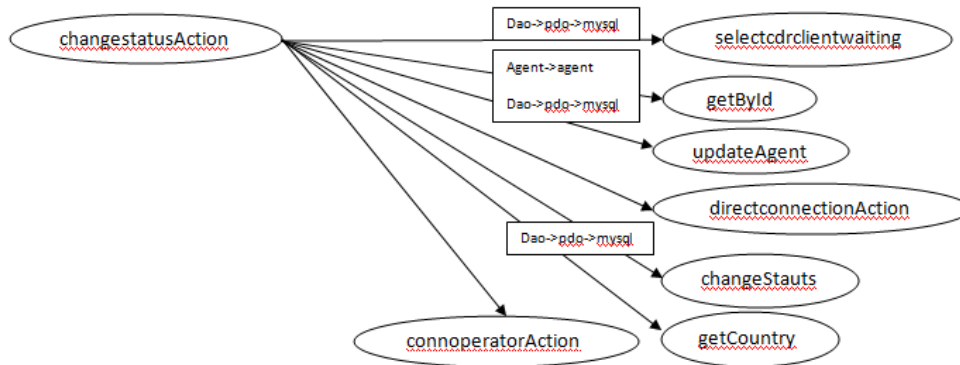 Dao->pdo->mysql
changestatusAction
selectcdrclientwaiting
Agent->agent
Dao->pdo->mysql
getById
updateAgent
directconnectionAction
Dao->pdo->mysql
changeStauts
connoperatorAction
getCountry